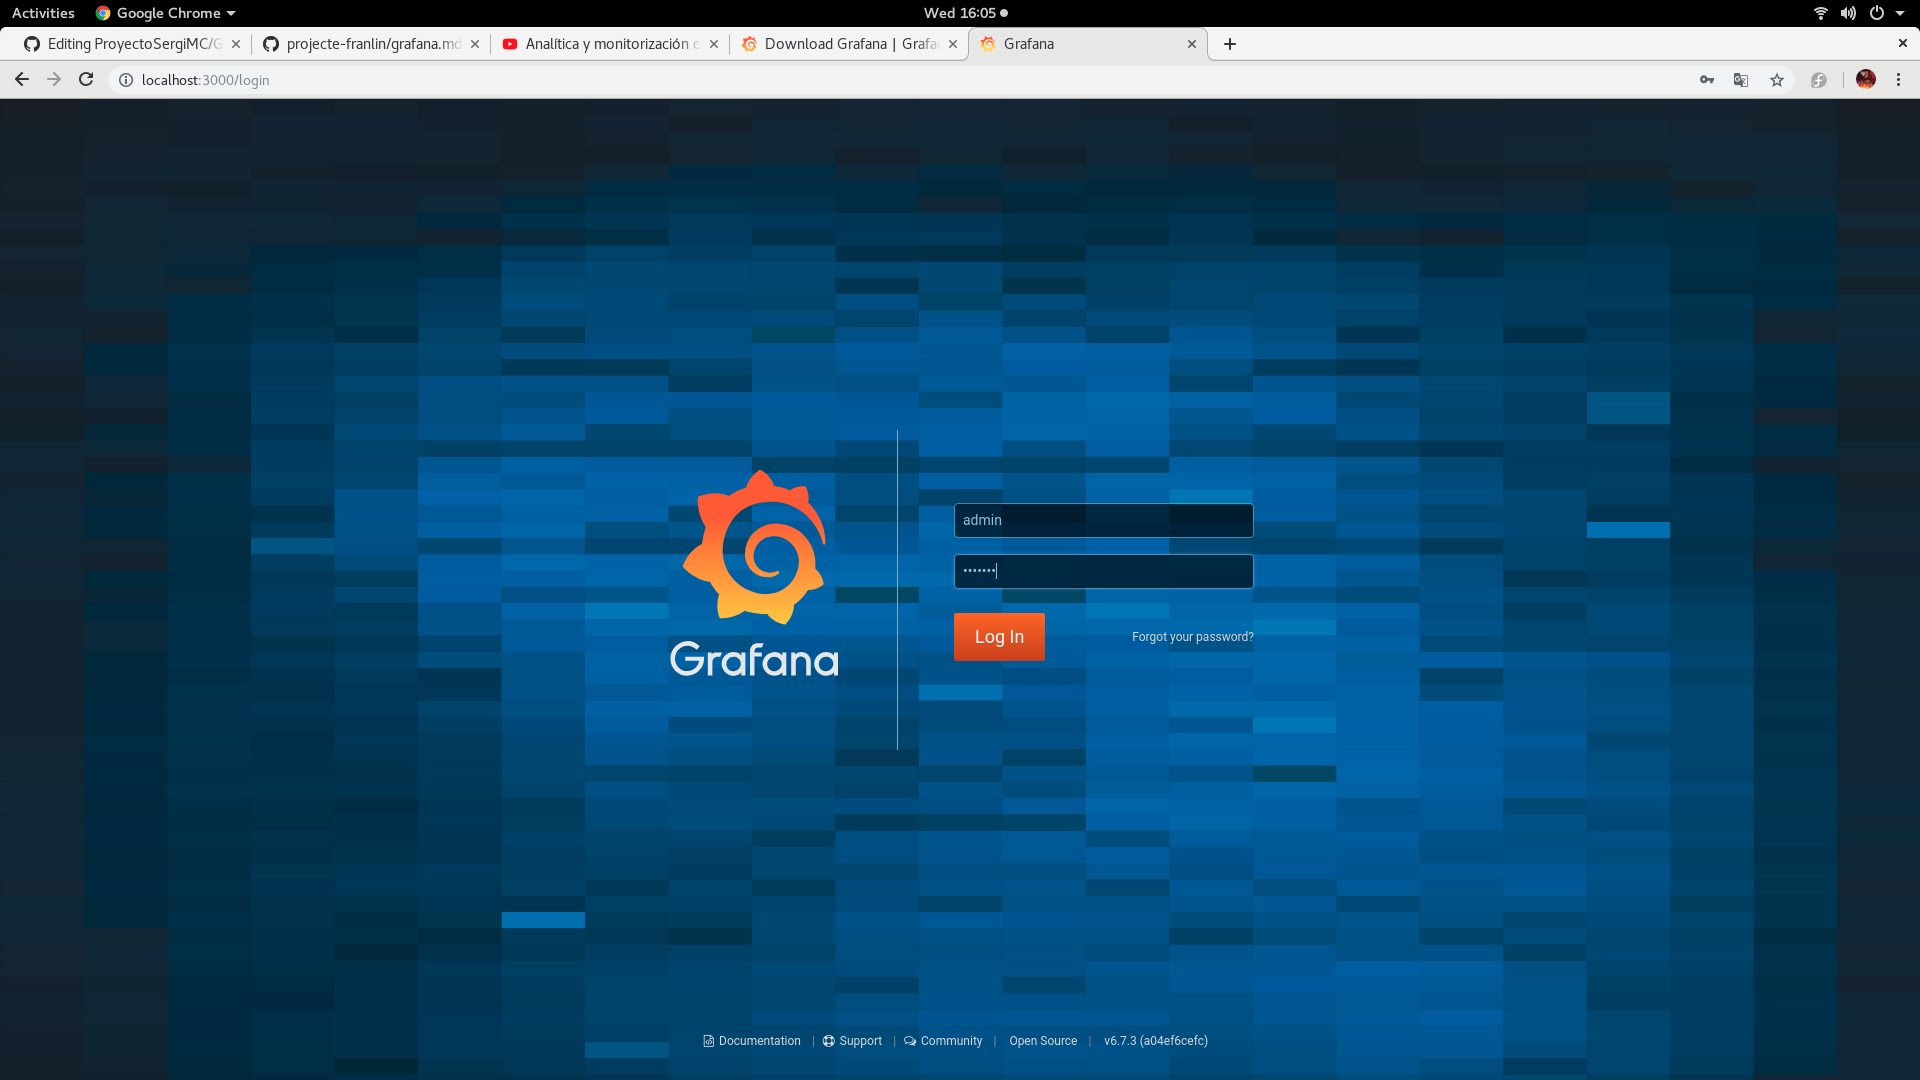 Activities Google Chrome Wed 16:05
Editing ProyectoSergiMC/G projecte-franlin/grafana.md Analítica y monitorización Download Grafana | Grafa Grafana
localhost:3000/login
admin
•••••••
Log In Forgot your password?
Grafana
Documentation | Support | Community | Open Source | v6.7.3 (a04ef6cefc)